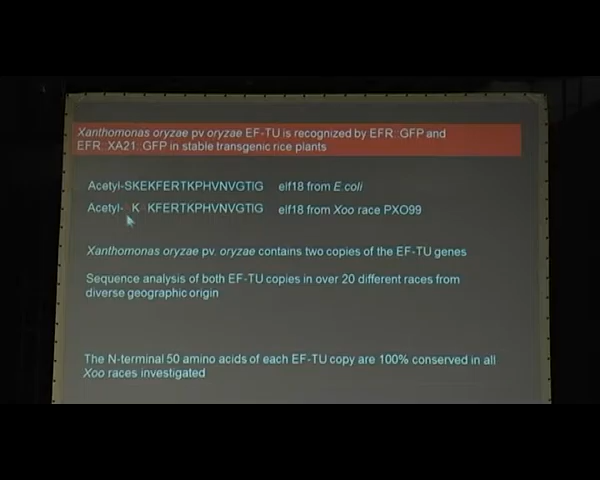 Xanthomonas oryzae pv oryzae EF-TU is recognized by EFR::GFP and
EFR::XA21::GFP in stable transgenic rice plants
Acetyl-SKEKFERTKPHVNVGTIG elf18 from E coli
Acetyl- K KFERTKPHVNVGTIG elf18 from Xoo race PXO99
Xanthomonas oryzae pv. oryzae contains two copies of the EF-TU genes
Sequence analysis of both EF-TU copies in over 20 different races from
diverse geographic origin
The N-terminal 50 amino acids of each EF-TU copy are 100% conserved in all
Xoo races investigated